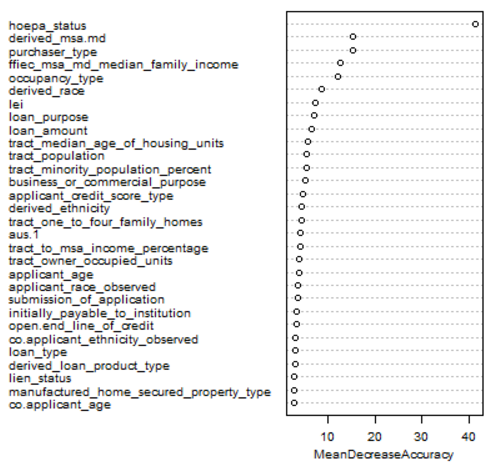 hoepa_status
derived_msa.md
purchaser_type
ffiec_msa_md_median_family_income
occupancy_type
derived_race
lei
loan_purpose
loan_amount
tract_median_age_of_housing_units
tract_population
tract_minority_population_percent
business_or_commercial_purpose
applicant_credit_score_type
derived_ethnicity
tract_one_to_four_family_homes
aus.1
tract_to_msa_income_percentage
tract_owner_occupied_units
applicant_age
applicant_race_observed
submission_of_application
initially_payable_to_institution
open.end_line_of_credit
co.applicant_ethnicity_observed
loan_type
derived_loan_product_type
lien_status
manufactured_home_secured_property_type
co.applicant_age
10 20 30 40
MeanDecreaseAccuracy